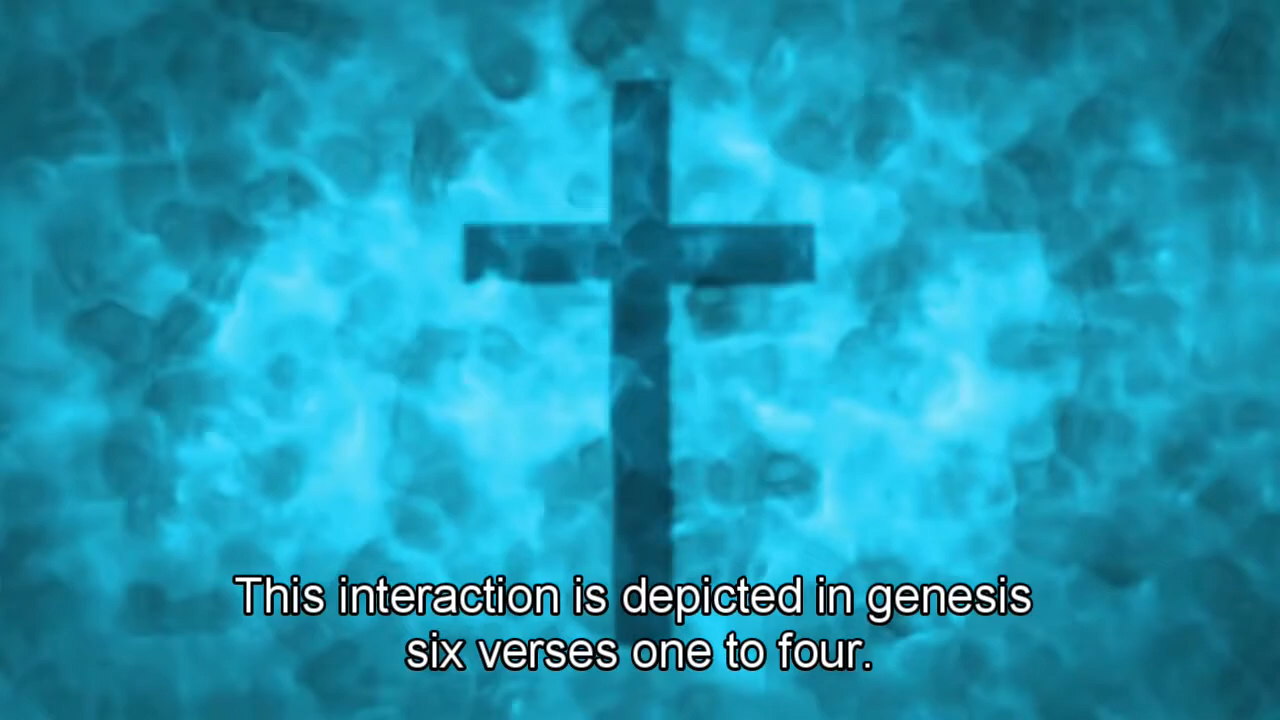 This interaction is depicted in genesis
six verses one to four.